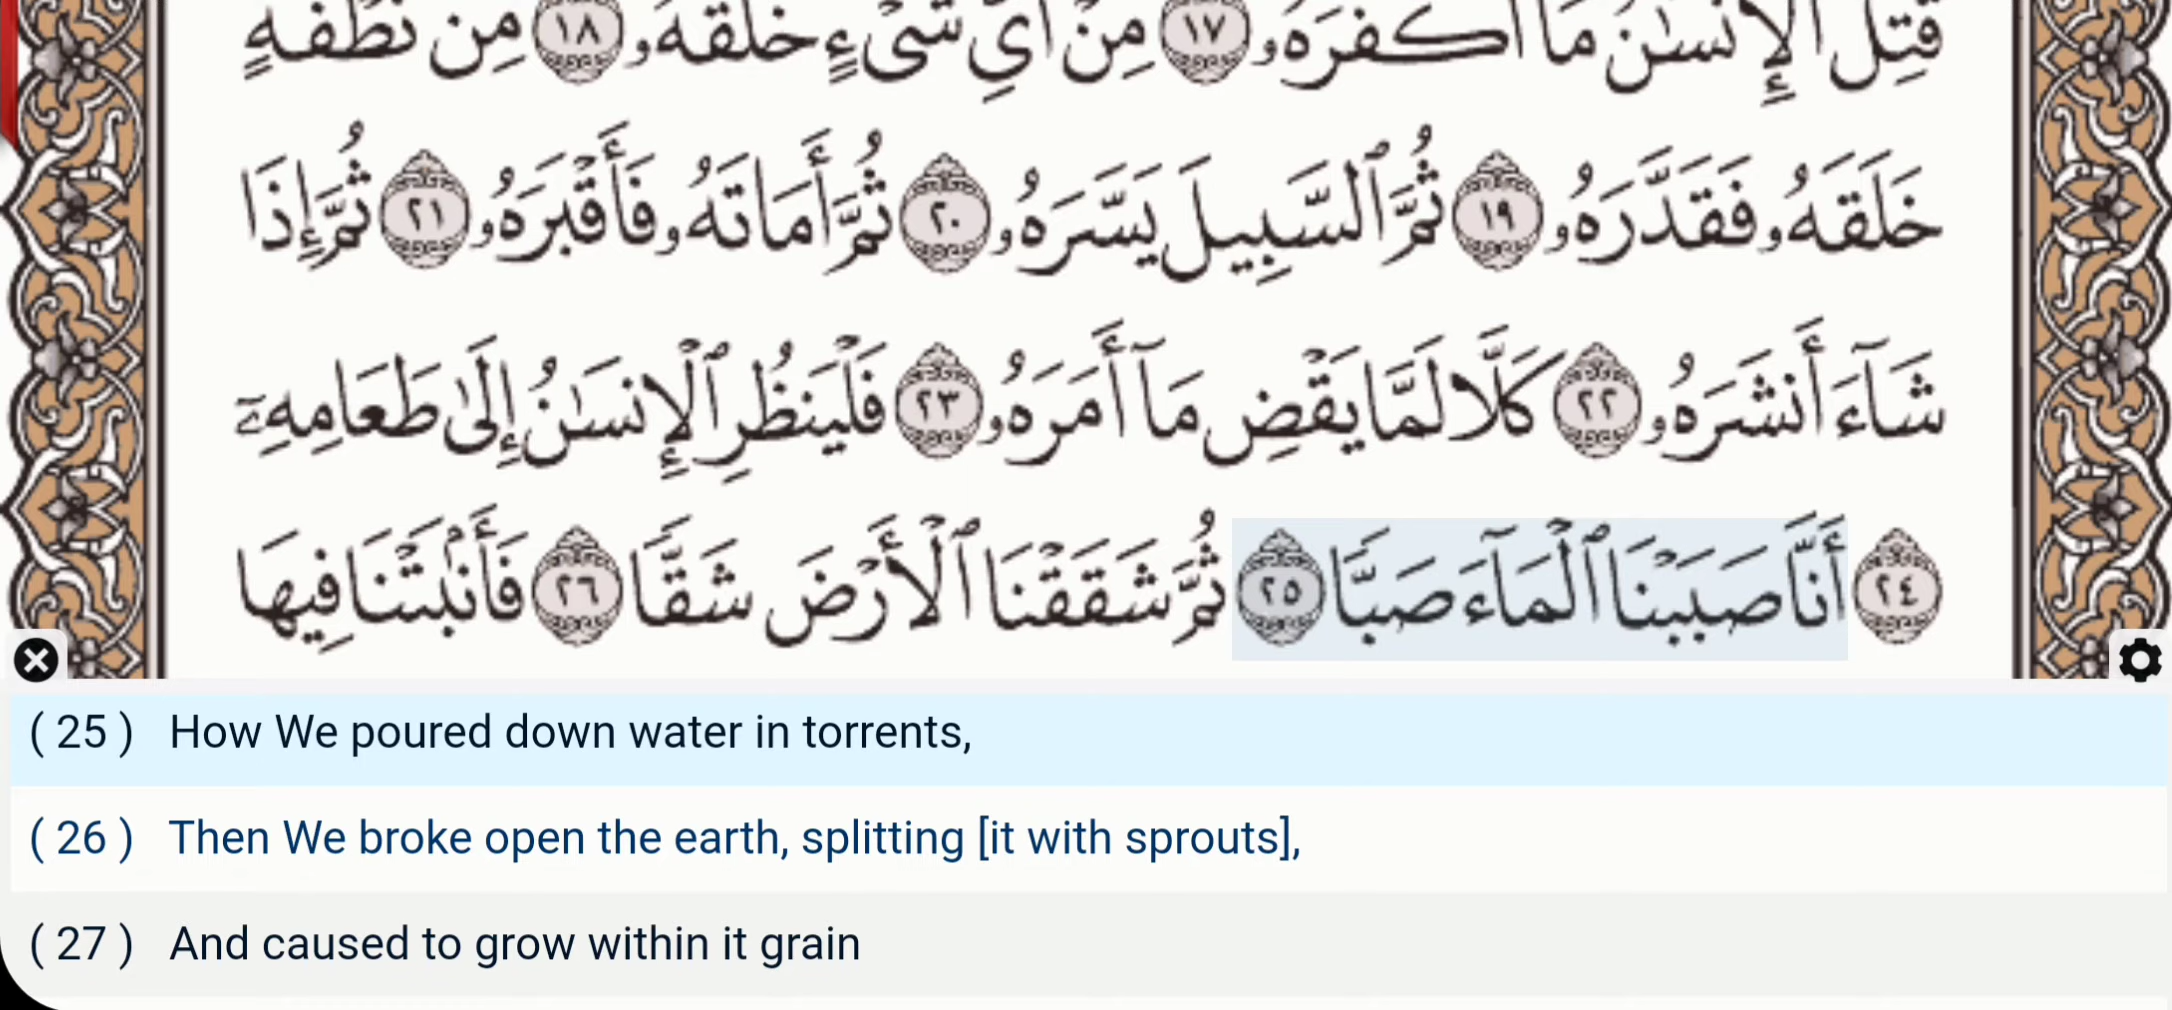 قُتِلَ ٱلْإِنسَٰنُ مَآ أَكْفَرَهُۥ ١٧ مِنْ أَىِّ شَىْءٍ خَلَقَهُۥ ١٨ مِن نُّطْفَةٍ
خَلَقَهُۥ فَقَدَّرَهُۥ ١٩ ثُمَّ ٱلسَّبِيلَ يَسَّرَهُۥ ٢٠ ثُمَّ أَمَاتَهُۥ فَأَقْبَرَهُۥ ٢١ ثُمَّ إِذَا
شَآءَ أَنشَرَهُۥ ٢٢ كَلَّا لَمَّا يَقْضِ مَآ أَمَرَهُۥ ٢٣ فَلْيَنظُرِ ٱلْإِنسَٰنُ إِلَىٰ طَعَامِهِۦٓ
٢٤ أَنَّا صَبَبْنَا ٱلْمَآءَ صَبًّا ٢٥ ثُمَّ شَقَقْنَا ٱلْأَرْضَ شَقًّا ٢٦ فَأَنۢبَتْنَا فِيهَا
( 25 ) How We poured down water in torrents,
( 26 ) Then We broke open the earth, splitting [it with sprouts],
( 27 ) And caused to grow within it grain